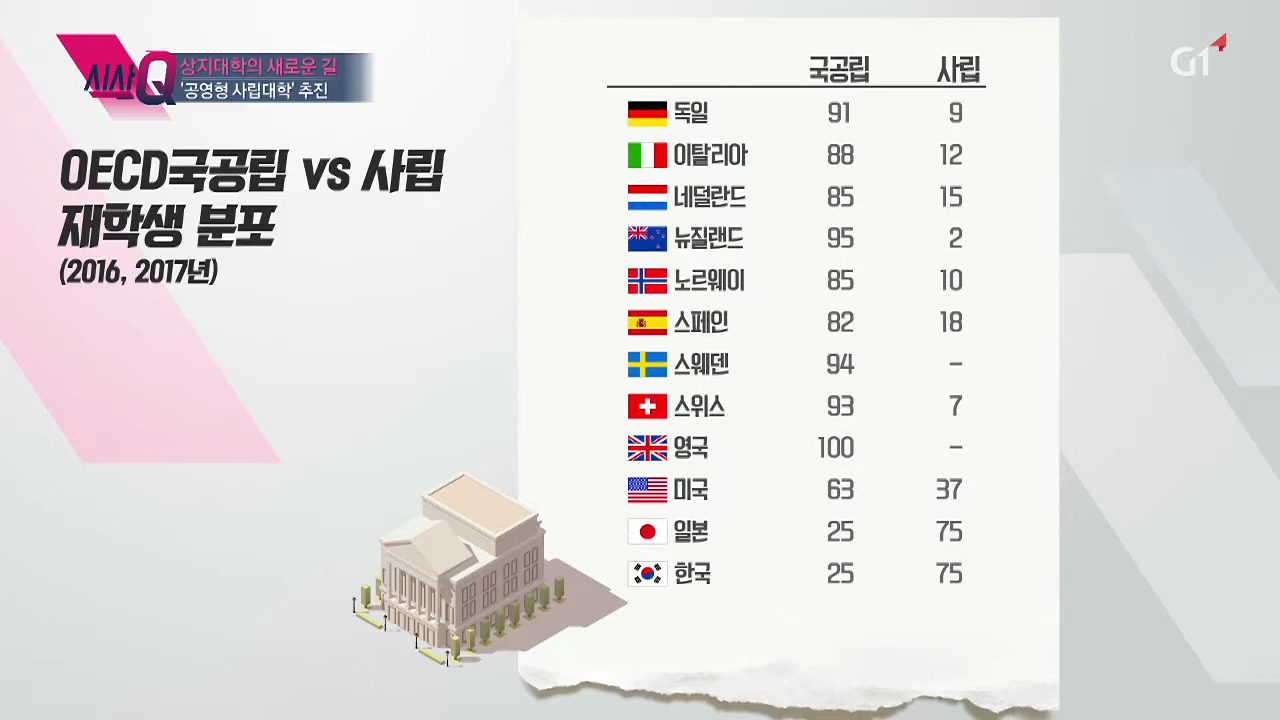 시사Q
상지대학의 새로운 길
'공영형 사립대학' 추진
G1
OECD국공립 vs 사립
재학생 분포
(2016, 2017년)
국공립 사립
독일 91 9
이탈리아 88 12
네덜란드 85 15
뉴질랜드 95 2
노르웨이 85 10
스페인 82 18
스웨덴 94 –
스위스 93 7
영국 100 –
미국 63 37
일본 25 75
한국 25 75